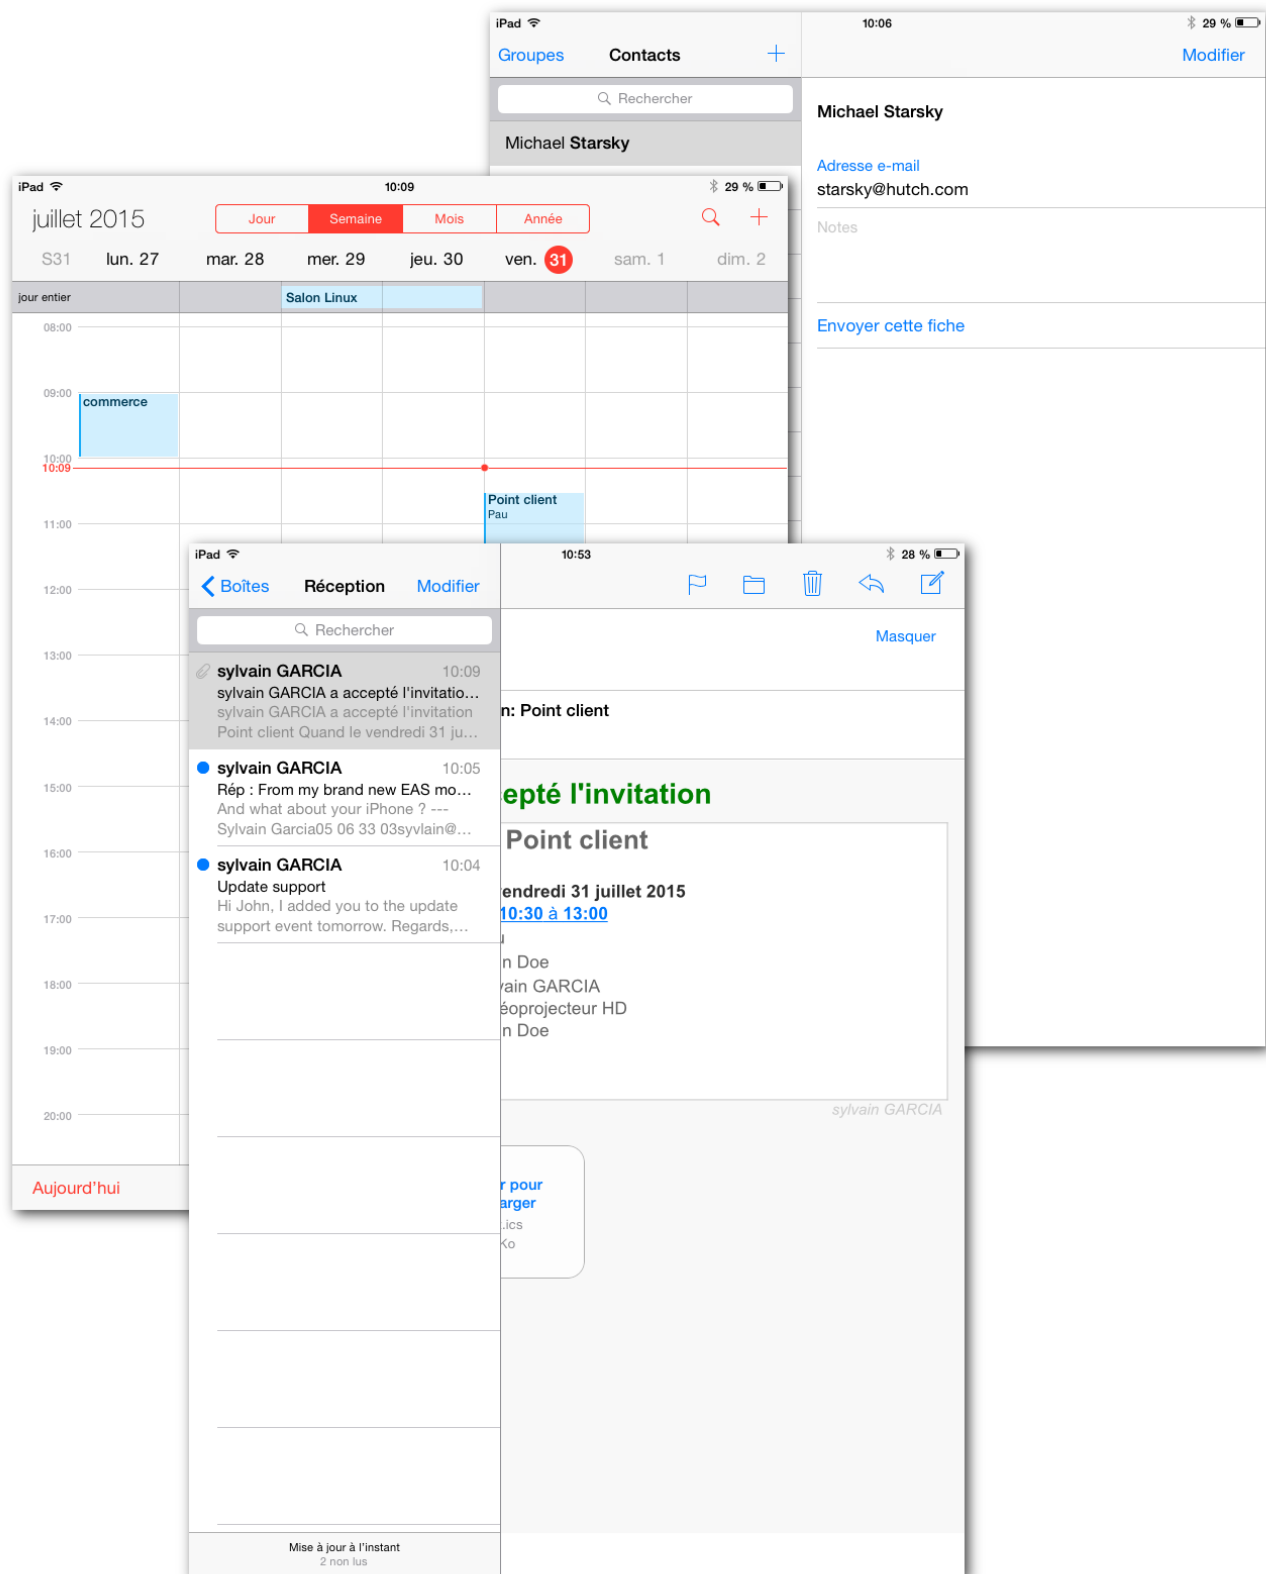 iPad 10:06 29 %
Groupes Contacts + Modifier
Rechercher
Michael Starsky
Michael Starsky
Adresse e-mail
starsky@hutch.com
Notes
Envoyer cette fiche
iPad 10:09 29 %
juillet 2015 Jour Semaine Mois Année
S31 lun. 27 mar. 28 mer. 29 jeu. 30 ven. 31 sam. 1 dim. 2
jour entier Salon Linux
08:00
09:00 commerce
10:00
10:09
Point client
Pau
11:00
12:00
13:00
14:00
15:00
16:00
17:00
18:00
19:00
20:00
Aujourd'hui
iPad 10:53 28 %
Boîtes Réception Modifier
Rechercher
sylvain GARCIA 10:09
sylvain GARCIA a accepté l'invitatio...
sylvain GARCIA a accepté l'invitation
Point client Quand le vendredi 31 ju...
sylvain GARCIA 10:05
Rép : From my brand new EAS mo...
And what about your iPhone ? ---
Sylvain Garcia05 06 33 03syvlain@...
sylvain GARCIA 10:04
Update support
Hi John, I added you to the update
support event tomorrow. Regards,...
Mise à jour à l'instant
2 non lus
Masquer
n: Point client
epté l'invitation
Point client
endredi 31 juillet 2015
10:30 à 13:00
n Doe
vain GARCIA
éoprojecteur HD
n Doe
sylvain GARCIA
r pour
arger
.ics
Ko